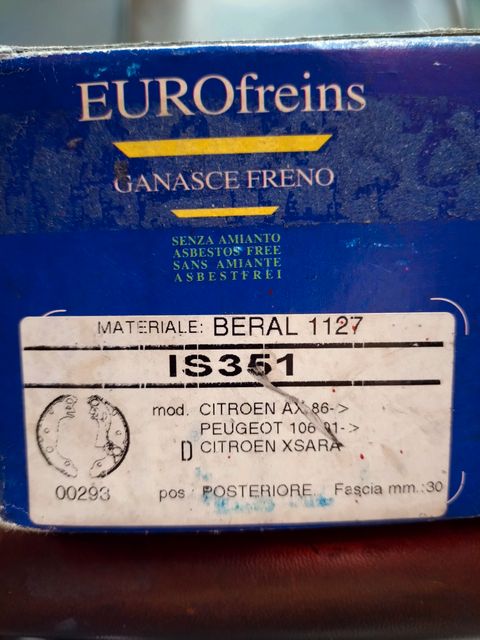 EUROfreins
GANASCE FRENO
SENZA AMIANTO
ASBESTOS FREE
SANS AMIANTE
ASBESTFREI
MATERIALE: BERAL 1127
IS351
mod. CITROEN AX 86->
PEUGEOT 106 91->
D CITROEN XSARA
00293 pos: POSTERIORE. Fascia mm.:30